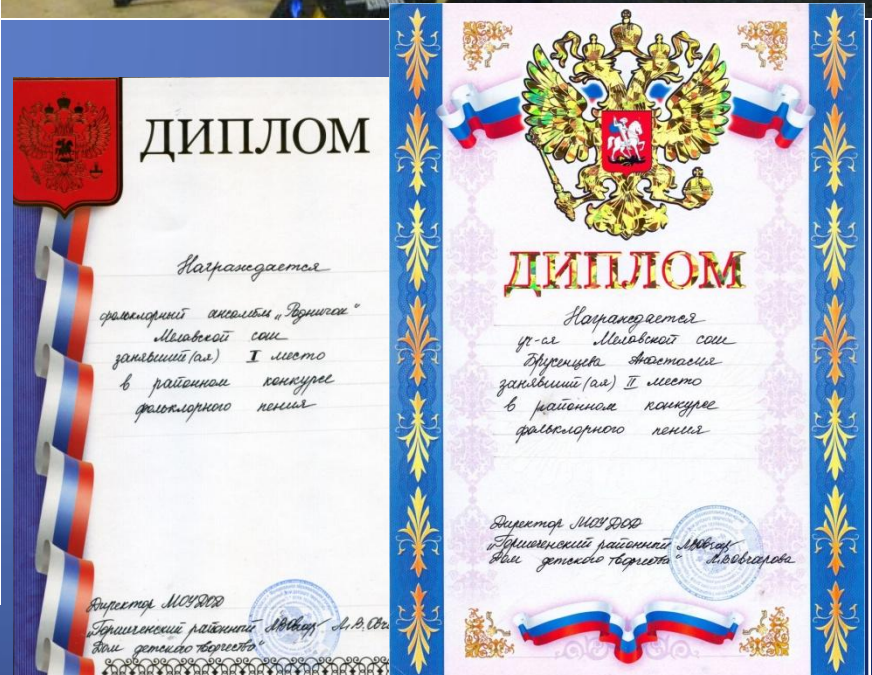 ДИПЛОМ
Награждается
фольклорный ансамбль „Родничок“
Меловской сош
занявший (ая) I место
в районном конкурсе
фольклорного пения
Директор МОУДОД
„Горшеченский районный
Дом детского творчества“
ДИПЛОМ
Награждается
уч-ся Меловской сош
Брусенцева Анастасия
занявший (ая) II место
в районном конкурсе
фольклорного пения
Директор МОУДОД
„Горшеченский районный
Дом детского творчества“ Л.В.Овчарова